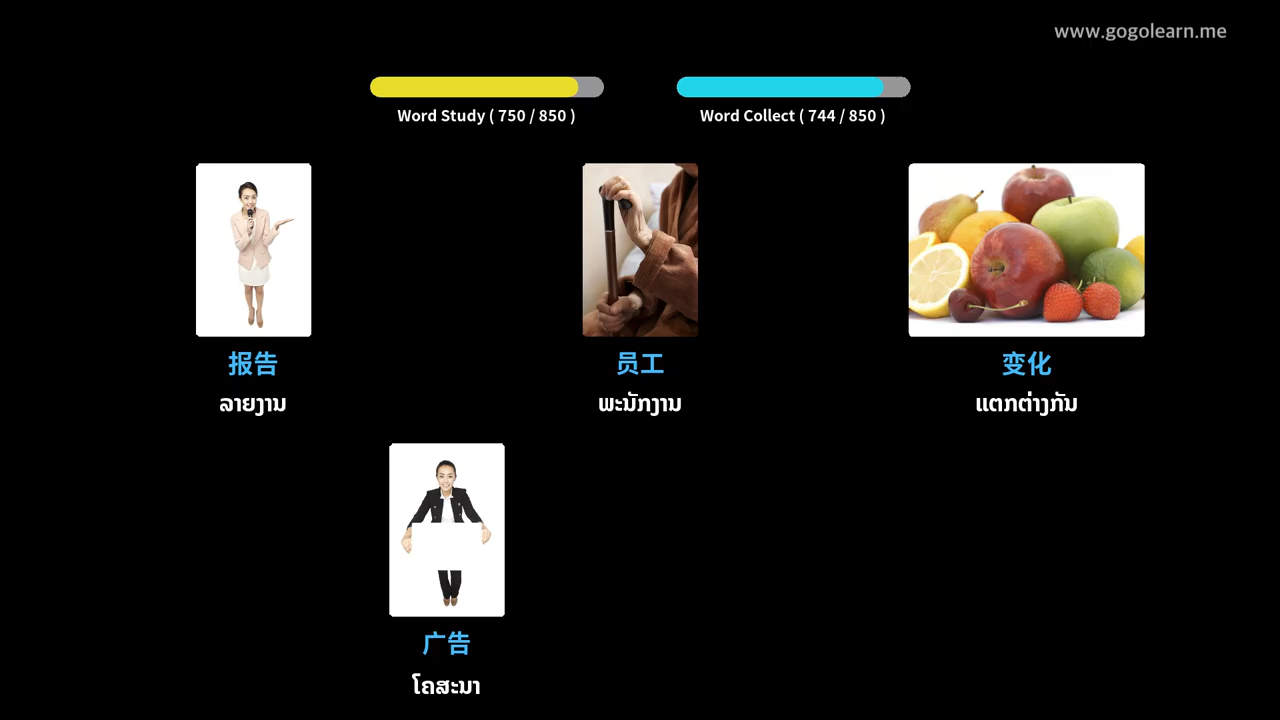 www.gogolearn.me
Word Study ( 750 / 850 )
Word Collect ( 744 / 850 )
报告
ລາຍງານ
员工
ພະນັກງານ
变化
ແຕກຕ່າງກັນ
广告
ໂຄສະນາ